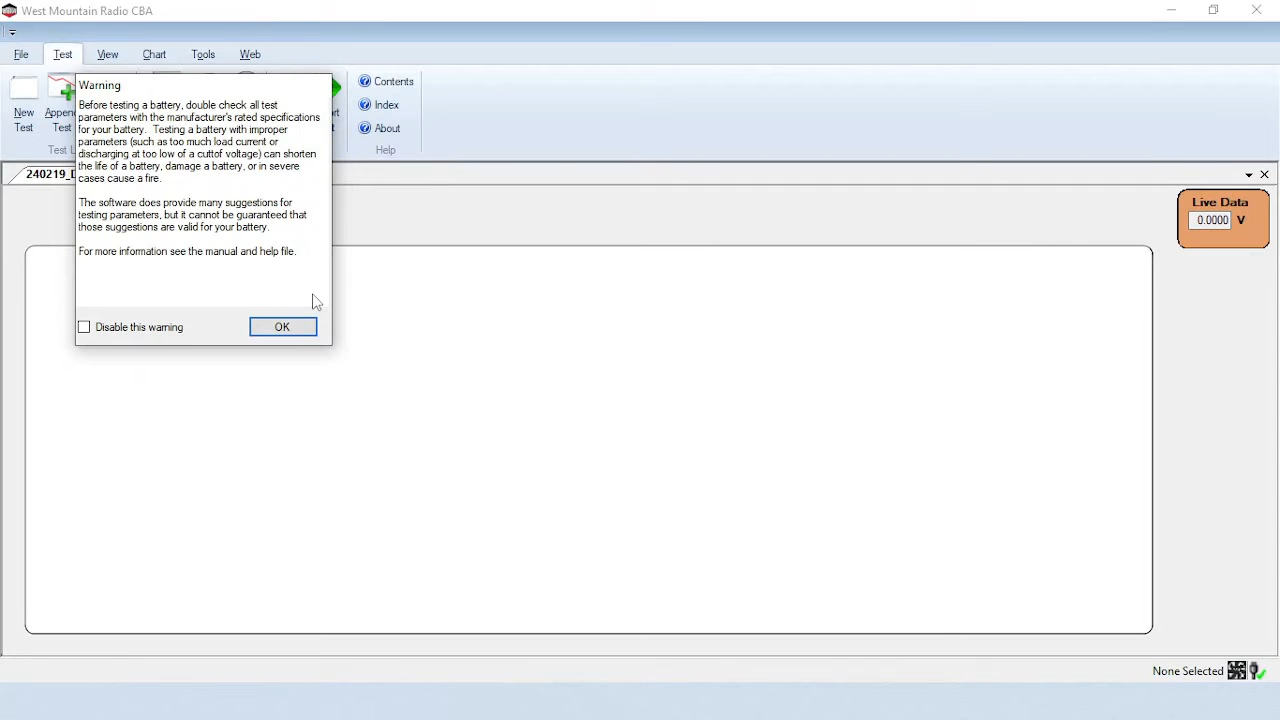 West Mountain Radio CBA
File Test View Chart Tools Web
Warning
Before testing a battery, double check all test
parameters with the manufacturer's rated specifications
for your battery. Testing a battery with improper
parameters (such as too much load current or
discharging at too low of a cuttof voltage) can shorten
the life of a battery, damage a battery, or in severe
cases cause a fire.
The software does provide many suggestions for
testing parameters, but it cannot be guaranteed that
those suggestions are valid for your battery.
For more information see the manual and help file.
Disable this warning
OK
New
Test
Appen
Test
Test L
Contents
Index
About
Help
240219_D
Live Data
0.0000 V
None Selected